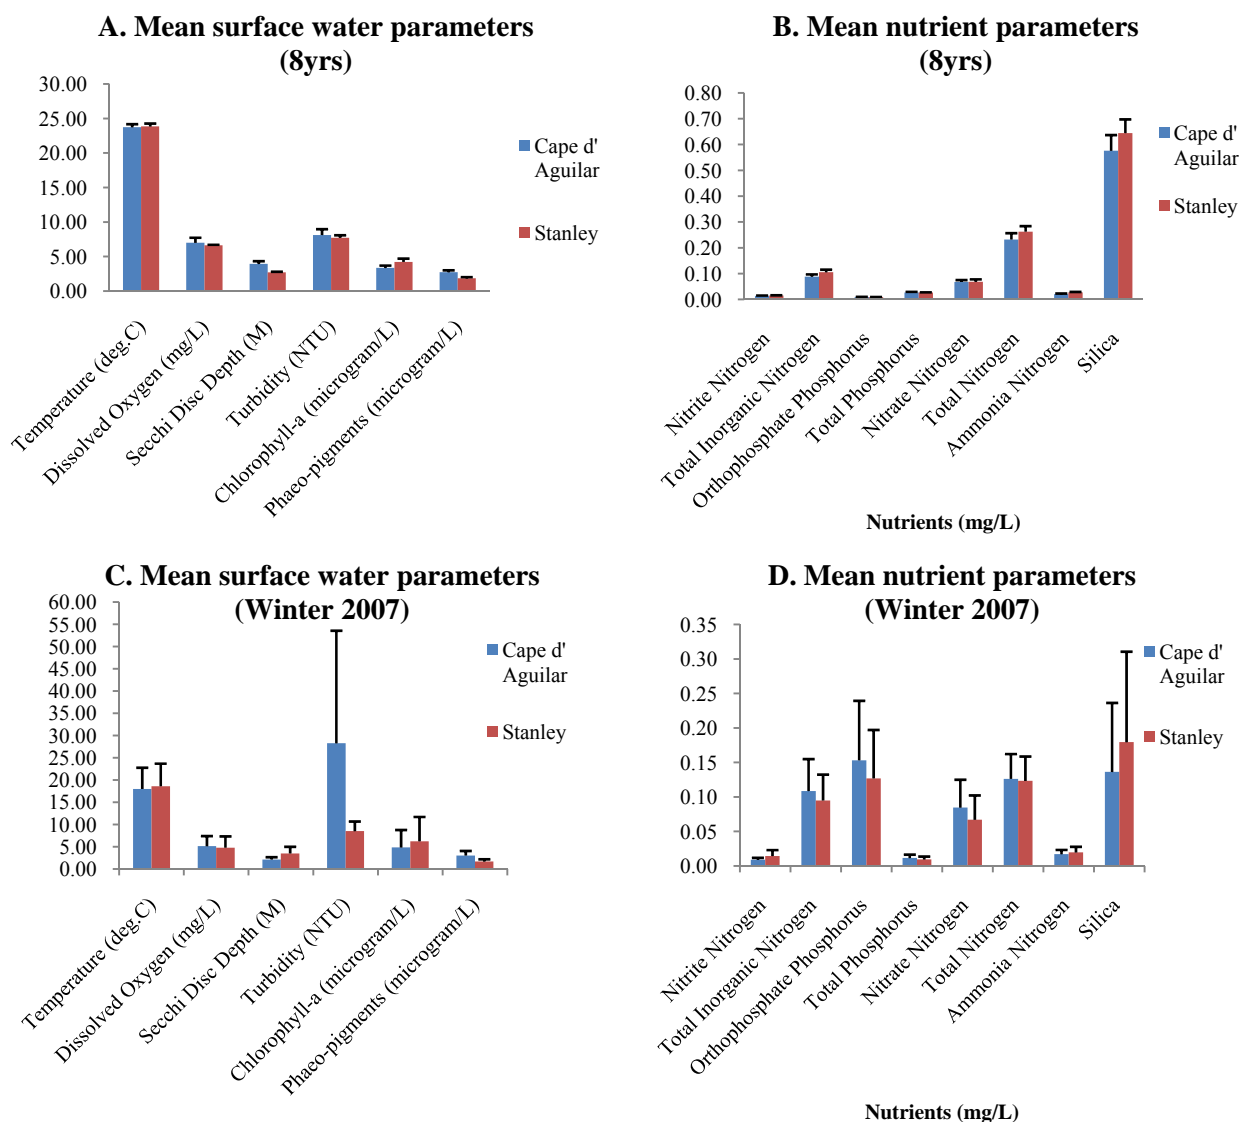 A. Mean surface water parameters
(8yrs)
30.00
25.00
20.00
15.00
10.00
5.00
0.00
Temperature (deg.C)
Dissolved Oxygen (mg/L)
Secchi Disc Depth (M)
Turbidity (NTU)
Chlorophyll-a (microgram/L)
Phaeo-pigments (microgram/L)
Cape d'
Aguilar
Stanley
B. Mean nutrient parameters
(8yrs)
0.80
0.70
0.60
0.50
0.40
0.30
0.20
0.10
0.00
Nitrite Nitrogen
Total Inorganic Nitrogen
Orthophosphate Phosphorus
Total Phosphorus
Nitrate Nitrogen
Total Nitrogen
Ammonia Nitrogen
Silica
Nutrients (mg/L)
Cape d'
Aguilar
Stanley
C. Mean surface water parameters
(Winter 2007)
60.00
55.00
50.00
45.00
40.00
35.00
30.00
25.00
20.00
15.00
10.00
5.00
0.00
Temperature (deg.C)
Dissolved Oxygen (mg/L)
Secchi Disc Depth (M)
Turbidity (NTU)
Chlorophyll-a (microgram/L)
Phaeo-pigments (microgram/L)
Cape d'
Aguilar
Stanley
D. Mean nutrient parameters
(Winter 2007)
0.35
0.30
0.25
0.20
0.15
0.10
0.05
0.00
Nitrite Nitrogen
Total Inorganic Nitrogen
Orthophosphate Phosphorus
Total Phosphorus
Nitrate Nitrogen
Total Nitrogen
Ammonia Nitrogen
Silica
Nutrients (mg/L)
Cape d'
Aguilar
Stanley